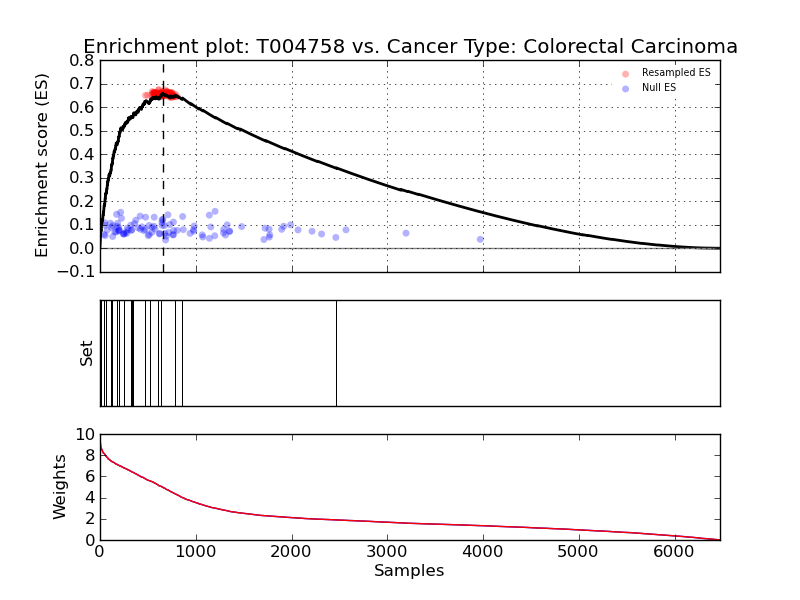 Enrichment plot: T004758 vs. Cancer Type: Colorectal Carcinoma
0.8
0.7
0.6
0.5
0.4
0.3
0.2
0.1
0.0
−0.1
Enrichment score (ES)
Resampled ES
Null ES
Set
10
8
6
4
2
0
Weights
0 1000 2000 3000 4000 5000 6000
Samples